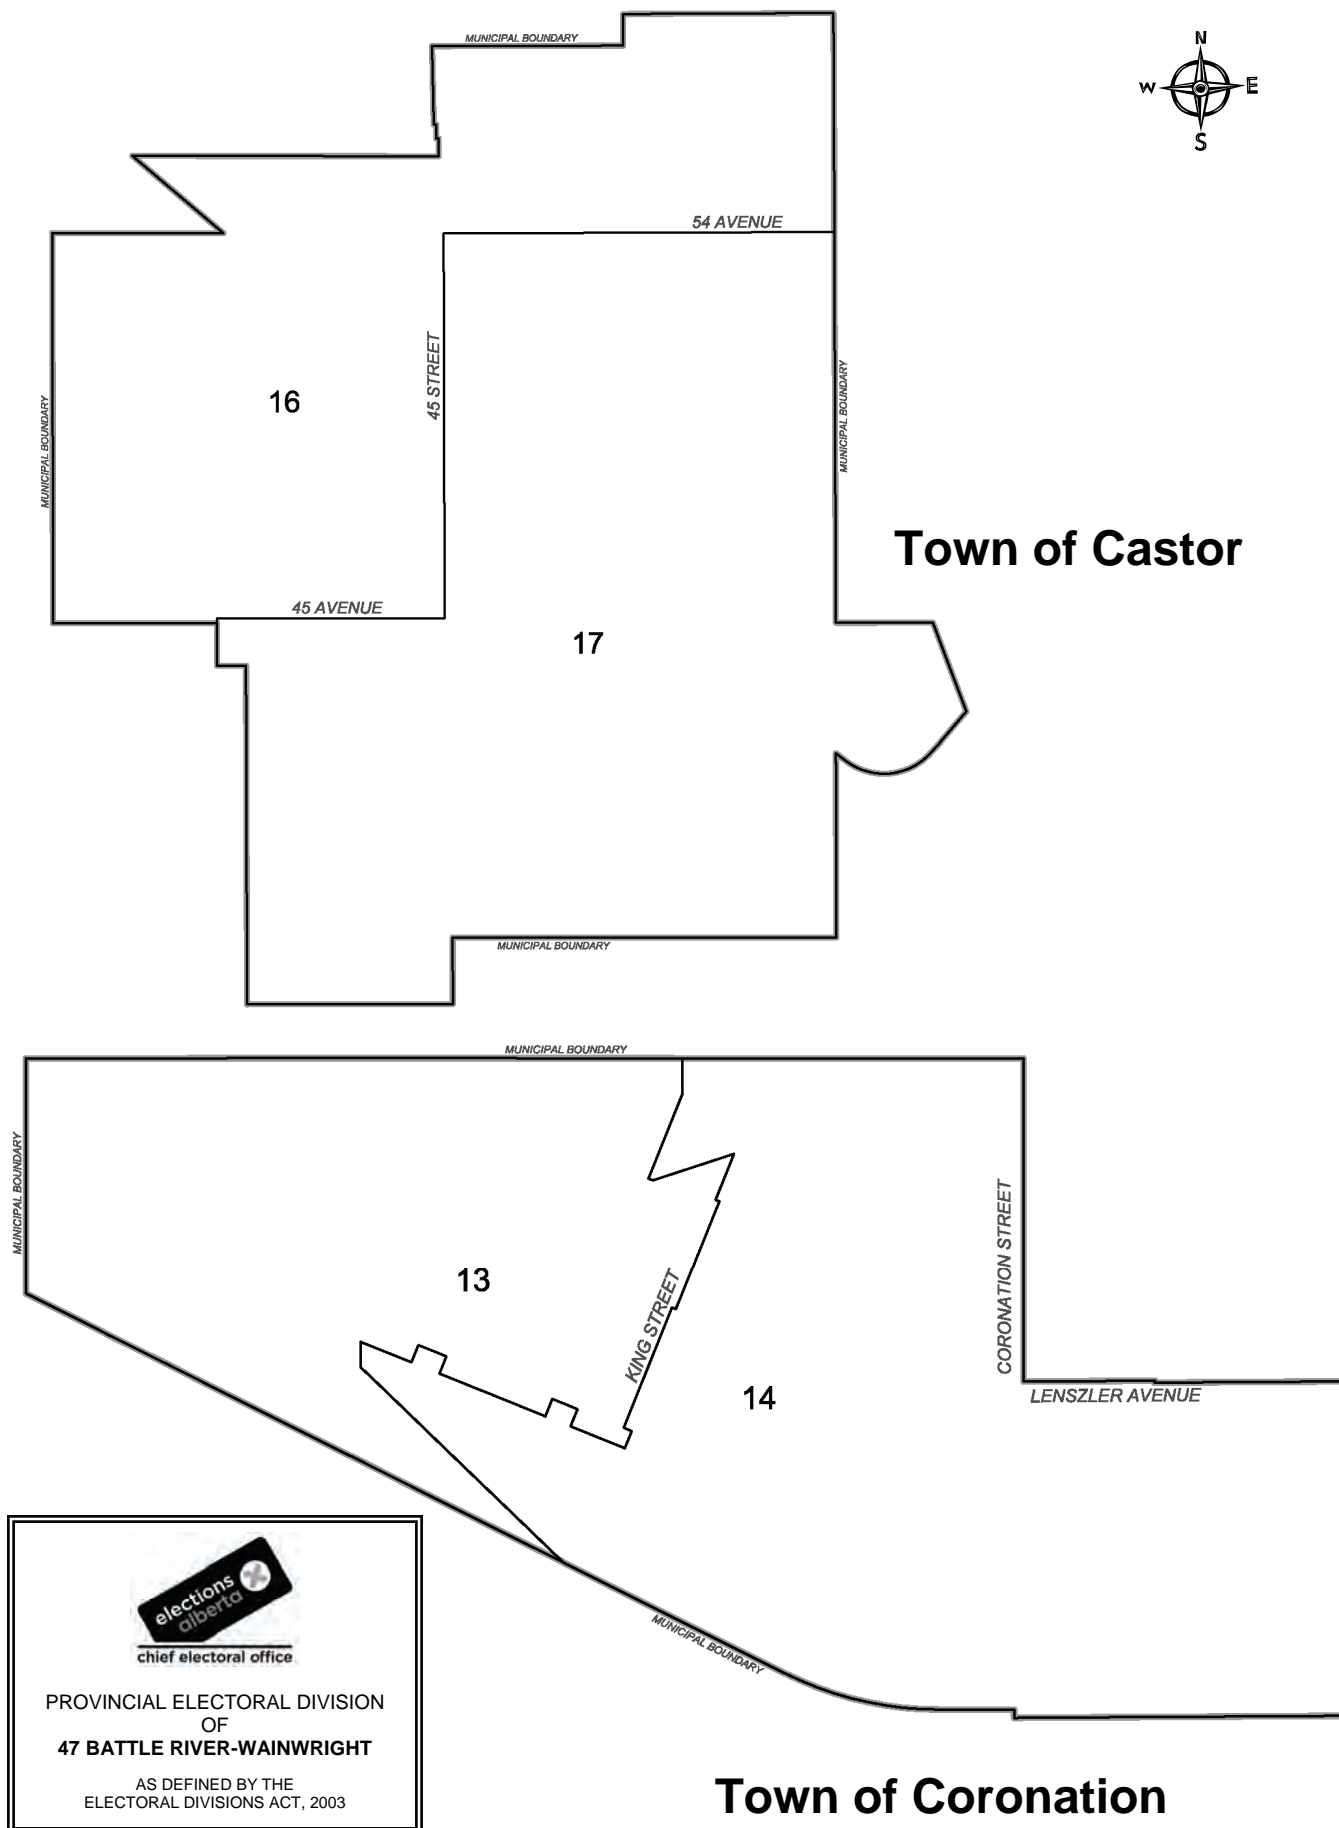 MUNICIPAL BOUNDARY
N
W E
S
54 AVENUE
45 STREET
MUNICIPAL BOUNDARY
16
MUNICIPAL BOUNDARY
Town of Castor
45 AVENUE
17
MUNICIPAL BOUNDARY
MUNICIPAL BOUNDARY
MUNICIPAL BOUNDARY
CORONATION STREET
13
KING STREET
14
LENSZLER AVENUE
MUNICIPAL BOUNDARY
elections
alberta
chief electoral office
PROVINCIAL ELECTORAL DIVISION
OF
47 BATTLE RIVER-WAINWRIGHT
AS DEFINED BY THE
ELECTORAL DIVISIONS ACT, 2003
Town of Coronation